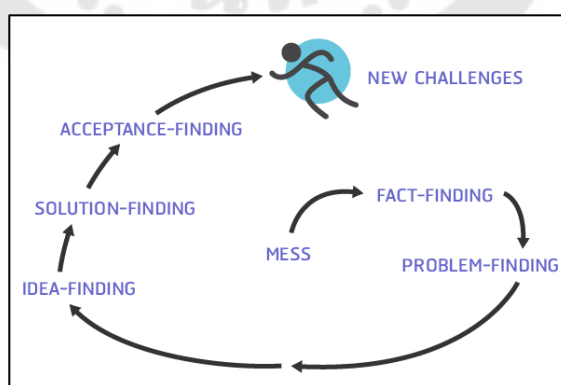 NEW CHALLENGES
ACCEPTANCE-FINDING
FACT-FINDING
SOLUTION-FINDING
MESS
PROBLEM-FINDING
IDEA-FINDING